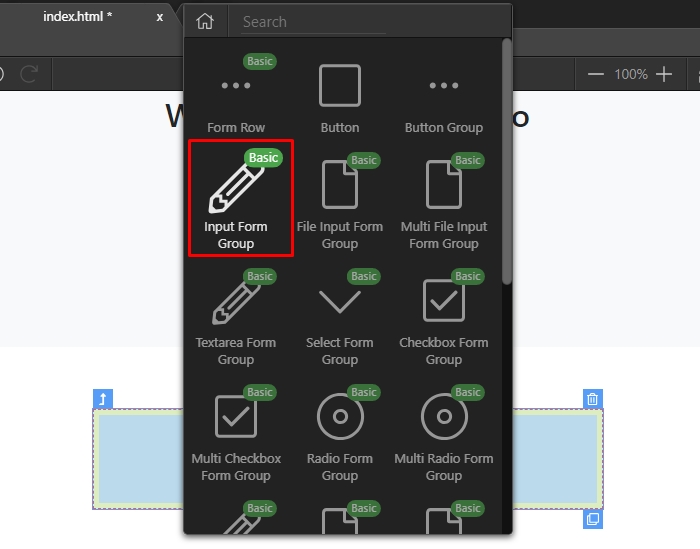 index.html * x
Search
100%
W o
Basic
Form Row Button Button Group
Basic
Input Form
Group
Basic
File Input Form
Group
Basic
Multi File Input
Form Group
Basic
Textarea Form
Group
Basic
Select Form
Group
Basic
Checkbox Form
Group
Basic
Multi Checkbox
Form Group
Basic
Radio Form
Group
Basic
Multi Radio Form
Group
Basic Basic Basic